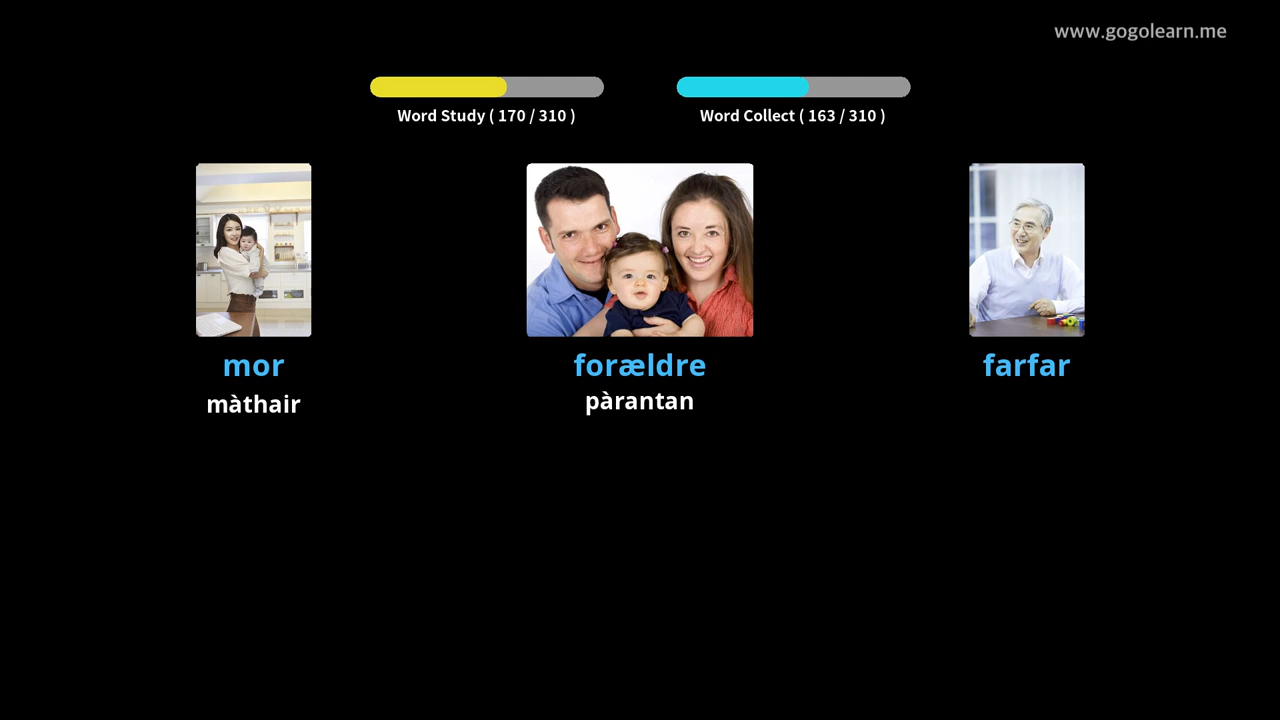 www.gogolearn.me
Word Study ( 170 / 310 )
Word Collect ( 163 / 310 )
mor
forældre
farfar
màthair
pàrantan